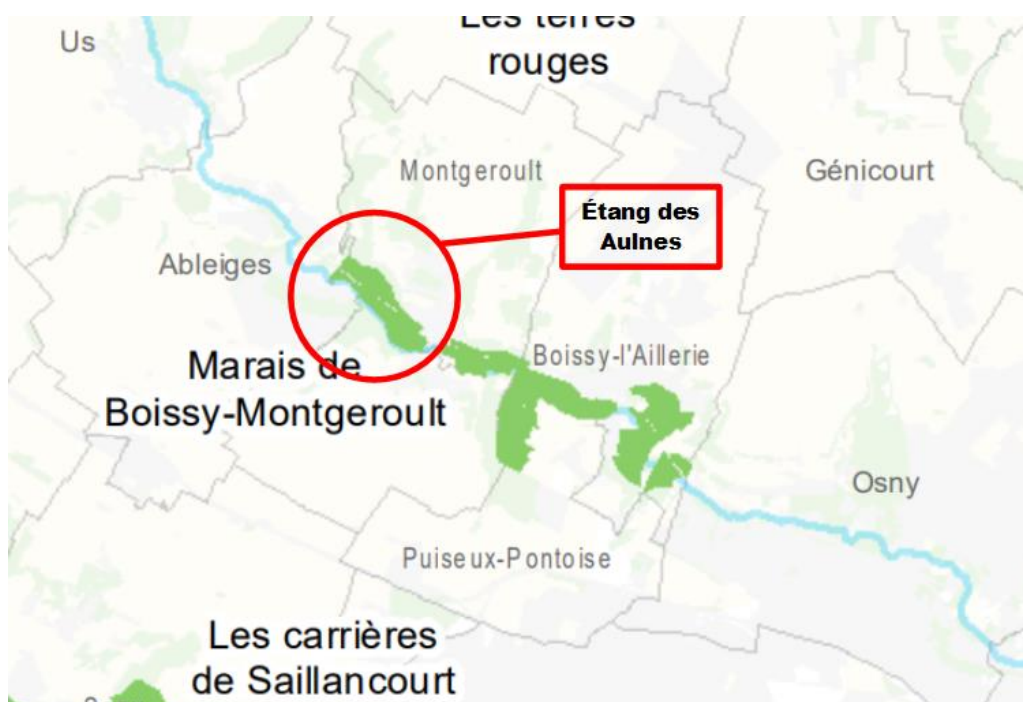 Les terres
rouges
Us
Montgeroult
Génicourt
Étang des
Aulnes
Ableiges
Marais de
Boissy-Montgeroult
Boissy-l'Aillerie
Osny
Puiseux-Pontoise
Les carrières
de Saillancourt